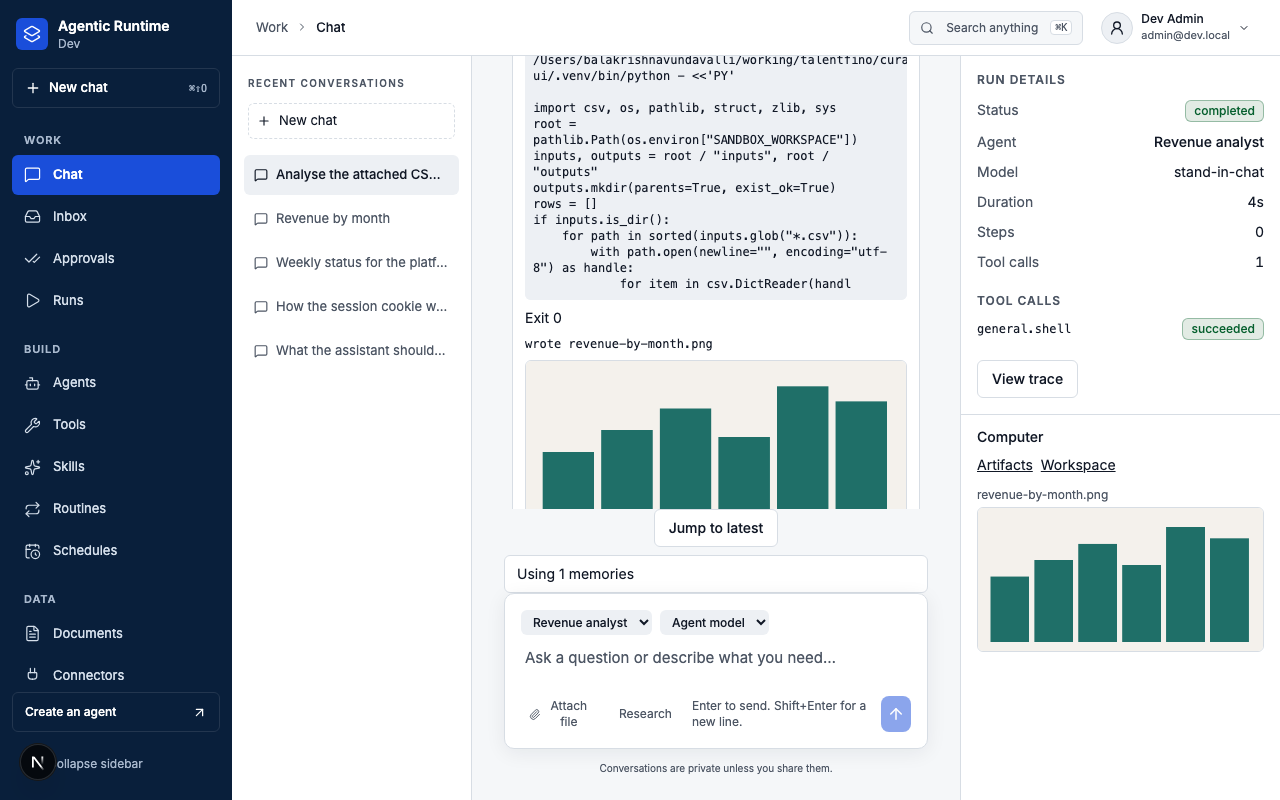 Agentic Runtime
Dev
New chat ⌘⇧O
WORK
Chat
Inbox
Approvals
Runs
BUILD
Agents
Tools
Skills
Routines
Schedules
DATA
Documents
Connectors
Create an agent
N
ollapse sidebar
Work > Chat
Search anything ⌘K
Dev Admin
admin@dev.local
RECENT CONVERSATIONS
New chat
Analyse the attached CS...
Revenue by month
Weekly status for the platf...
How the session cookie w...
What the assistant should...
/Users/balakrishnavundavalli/working/talentfino/cura
ui/.venv/bin/python - <<'PY'
import csv, os, pathlib, struct, zlib, sys
root =
pathlib.Path(os.environ["SANDBOX_WORKSPACE"])
inputs, outputs = root / "inputs", root /
"outputs"
outputs.mkdir(parents=True, exist_ok=True)
rows = []
if inputs.is_dir():
    for path in sorted(inputs.glob("*.csv")):
        with path.open(newline="", encoding="utf-
8") as handle:
            for item in csv.DictReader(handl
Exit 0
wrote revenue-by-month.png
Jump to latest
Using 1 memories
Revenue analyst
Agent model
Ask a question or describe what you need...
Attach
file
Research
Enter to send. Shift+Enter for a
new line.
Conversations are private unless you share them.
RUN DETAILS
Status completed
Agent Revenue analyst
Model stand-in-chat
Duration 4s
Steps 0
Tool calls 1
TOOL CALLS
general.shell succeeded
View trace
Computer
Artifacts Workspace
revenue-by-month.png